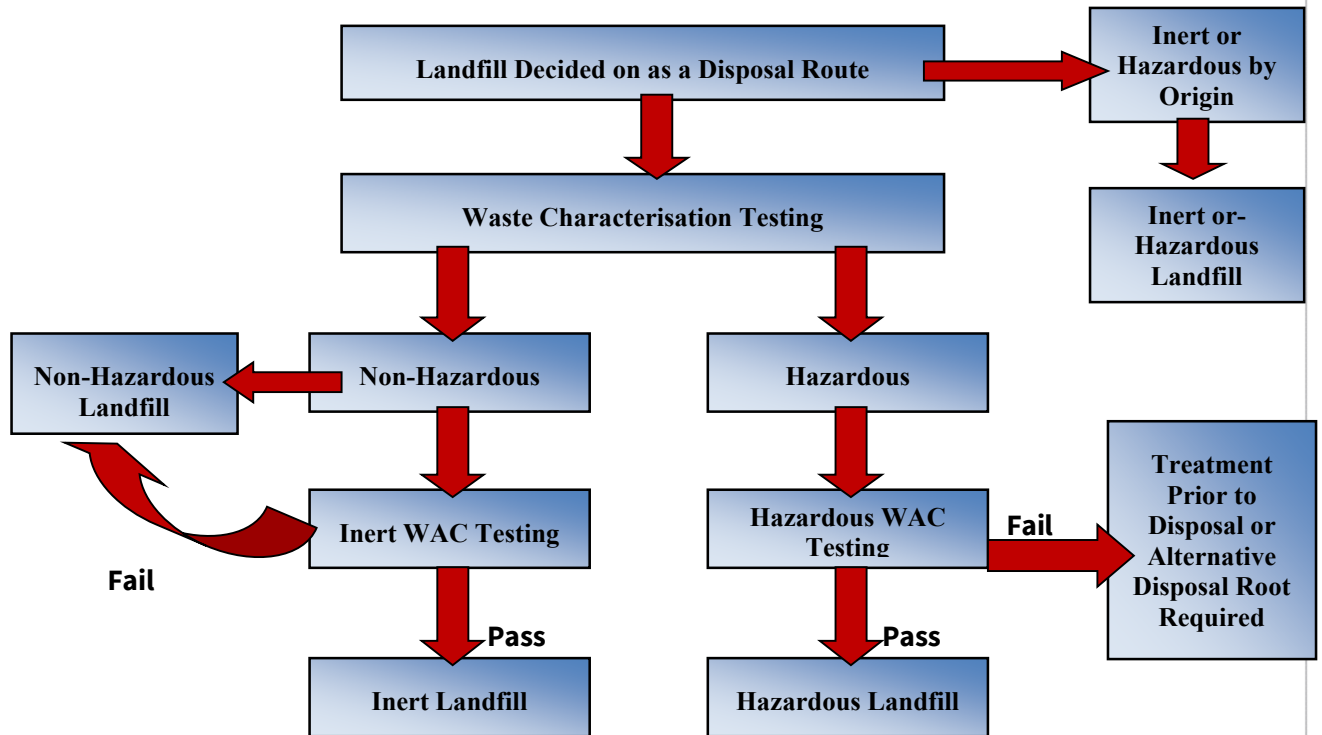 Landfill Decided on as a Disposal Route
Inert or
Hazardous by
Origin
Waste Characterisation Testing
Inert or-
Hazardous
Landfill
Non-Hazardous
Landfill
Non-Hazardous
Hazardous
Inert WAC Testing
Hazardous WAC
Testing
Fail
Treatment
Prior to
Disposal or
Alternative
Disposal Root
Required
Fail
Pass
Pass
Inert Landfill
Hazardous Landfill